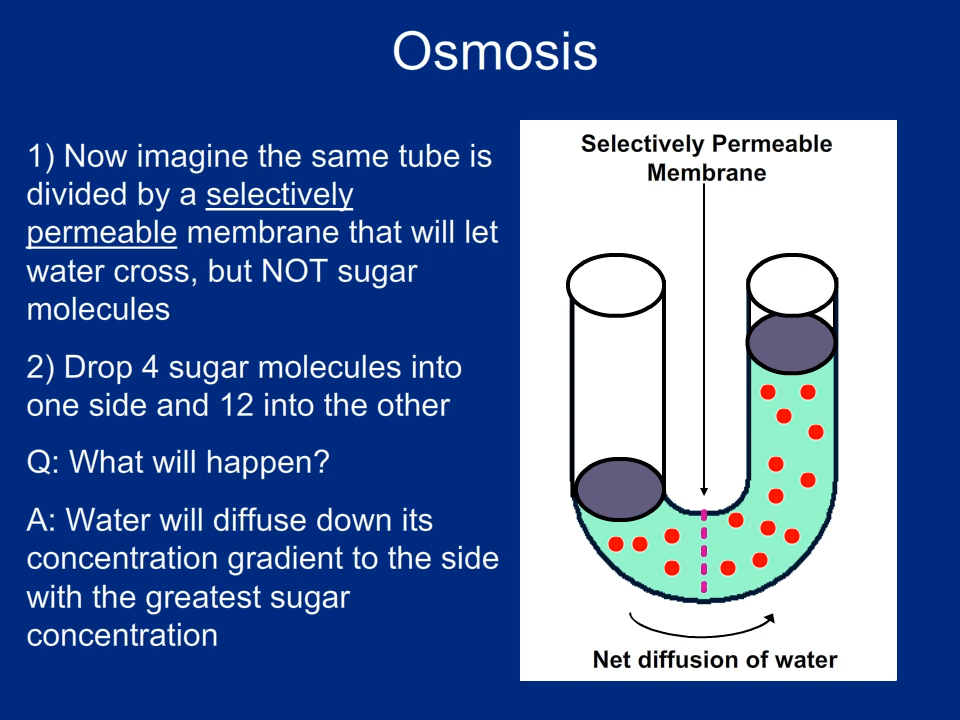 Osmosis
1) Now imagine the same tube is
divided by a selectively
permeable membrane that will let
water cross, but NOT sugar
molecules
2) Drop 4 sugar molecules into
one side and 12 into the other
Q: What will happen?
A: Water will diffuse down its
concentration gradient to the side
with the greatest sugar
concentration
Selectively Permeable
Membrane
Net diffusion of water